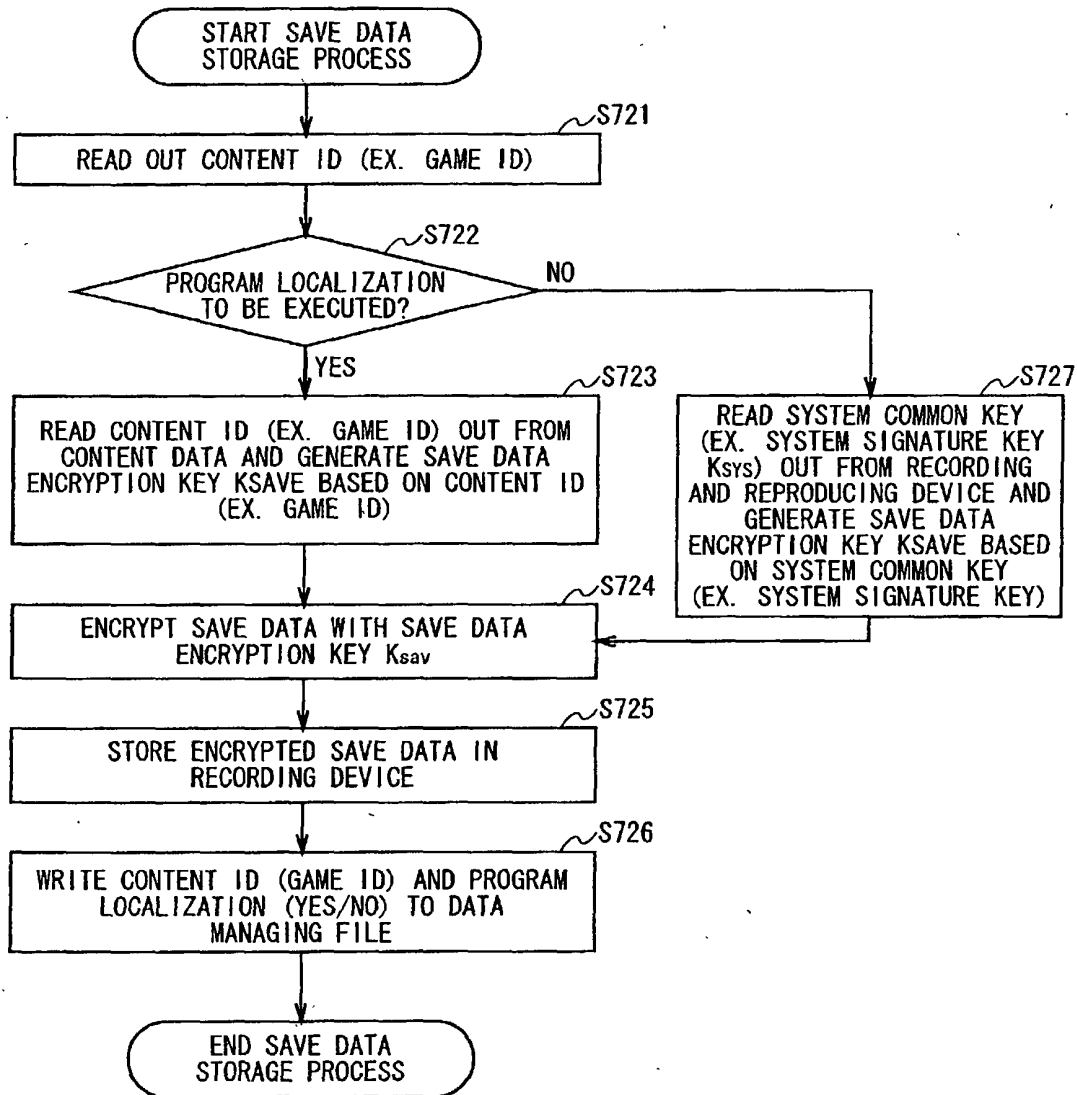 START SAVE DATA
STORAGE PROCESS
S721
READ OUT CONTENT ID (EX. GAME ID)
S722
PROGRAM LOCALIZATION
TO BE EXECUTED?
NO
YES
S723
READ CONTENT ID (EX. GAME ID) OUT FROM
CONTENT DATA AND GENERATE SAVE DATA
ENCRYPTION KEY KSAVE BASED ON CONTENT ID
(EX. GAME ID)
S727
READ SYSTEM COMMON KEY
(EX. SYSTEM SIGNATURE KEY
Ksys) OUT FROM RECORDING
AND REPRODUCING DEVICE AND
GENERATE SAVE DATA
ENCRYPTION KEY KSAVE BASED
ON SYSTEM COMMON KEY
(EX. SYSTEM SIGNATURE KEY)
S724
ENCRYPT SAVE DATA WITH SAVE DATA
ENCRYPTION KEY Ksav
S725
STORE ENCRYPTED SAVE DATA IN
RECORDING DEVICE
S726
WRITE CONTENT ID (GAME ID) AND PROGRAM
LOCALIZATION (YES/NO) TO DATA
MANAGING FILE
END SAVE DATA
STORAGE PROCESS